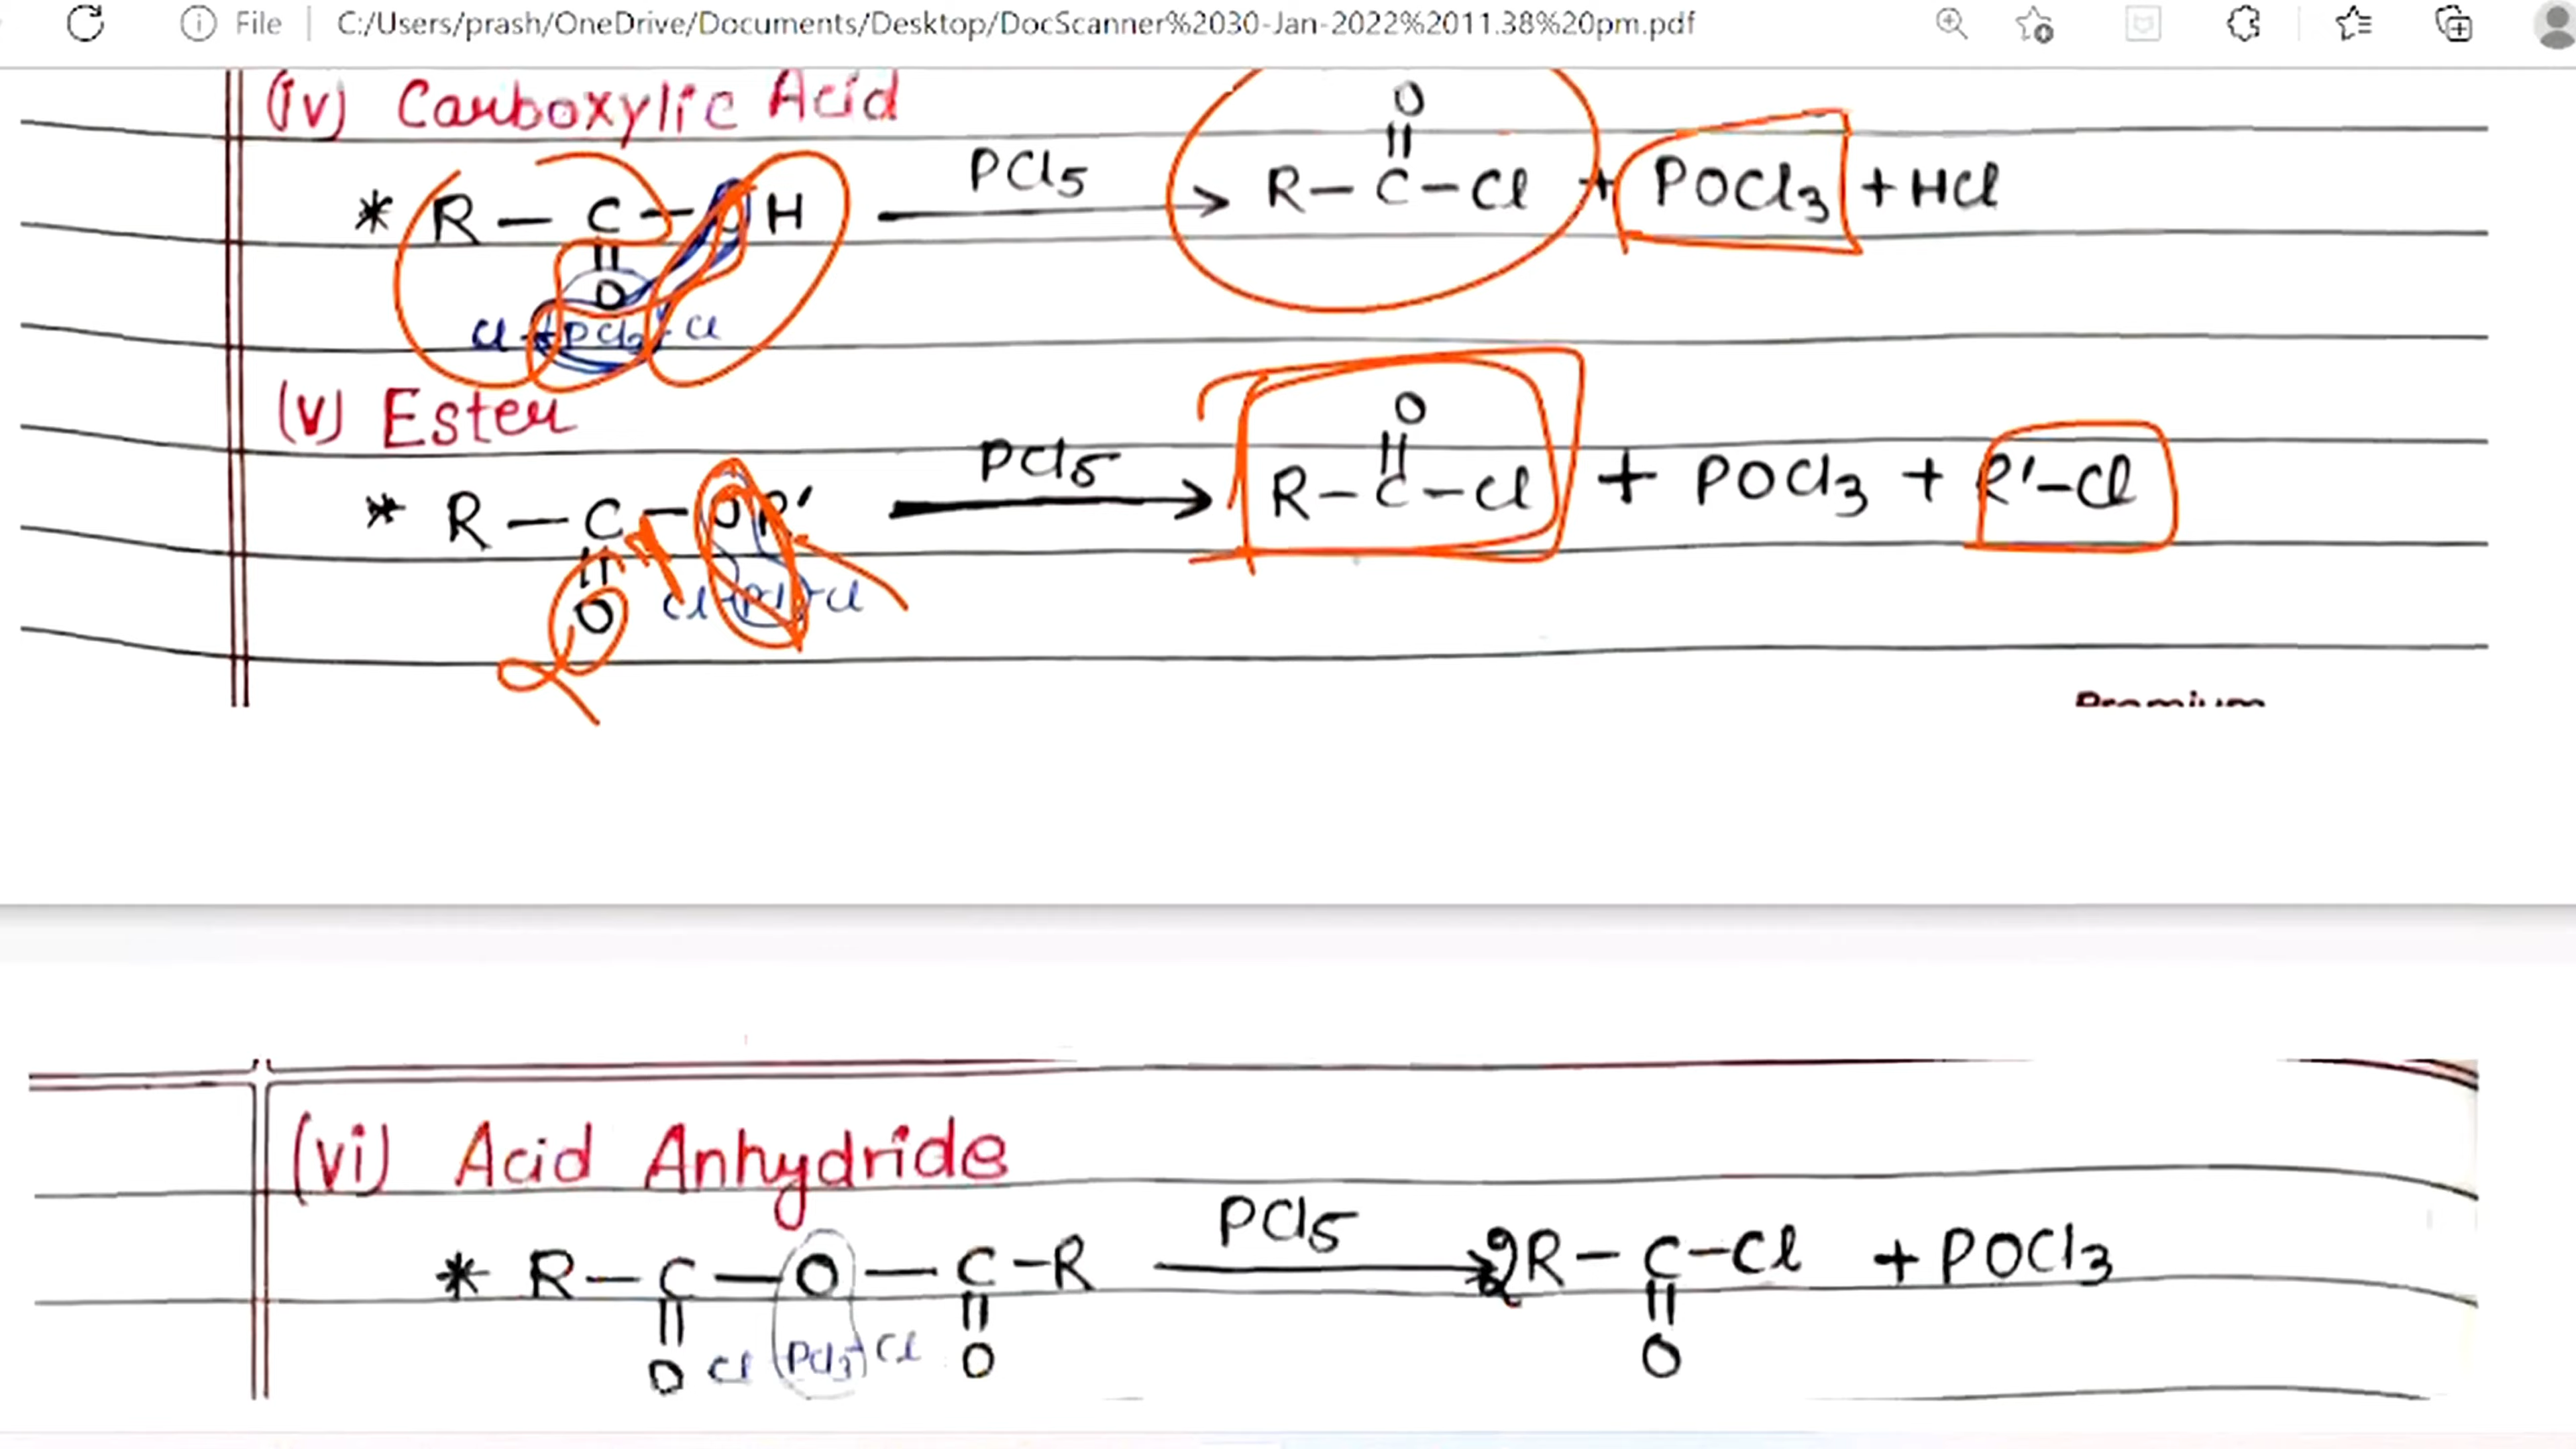 File | C:/Users/prash/OneDrive/Documents/Desktop/DocScanner%2030-Jan-2022%2011.38%20pm.pdf
(iv) Carboxylic Acid
O
||
* R — C — OH PCl5 → R — C — Cl + POCl3 + HCl
||
O
Cl PCl3 Cl
(v) Ester
O
||
* R — C — OR' PCl5 → R — C — Cl + POCl3 + R'—Cl
||
O Cl PCl3 Cl
Premium
(vi) Acid Anhydride
* R — C — O — C — R PCl5 → 2R — C — Cl + POCl3
|| || ||
O Cl PCl3 Cl O O